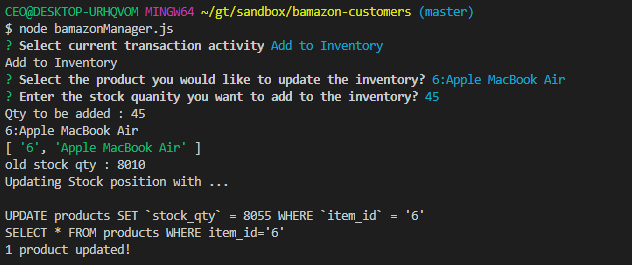 CEO@DESKTOP-URHQVOM MINGW64 ~/gt/sandbox/bamazon-customers (master)
$ node bamazonManager.js
? Select current transaction activity Add to Inventory
Add to Inventory
? Select the product you would like to update the inventory? 6:Apple MacBook Air
? Enter the stock quanity you want to add to the inventory? 45
Qty to be added : 45
6:Apple MacBook Air
[ '6', 'Apple MacBook Air' ]
old stock qty : 8010
Updating Stock position with ...
UPDATE products SET `stock_qty` = 8055 WHERE `item_id` = '6'
SELECT * FROM products WHERE item_id='6'
1 product updated!